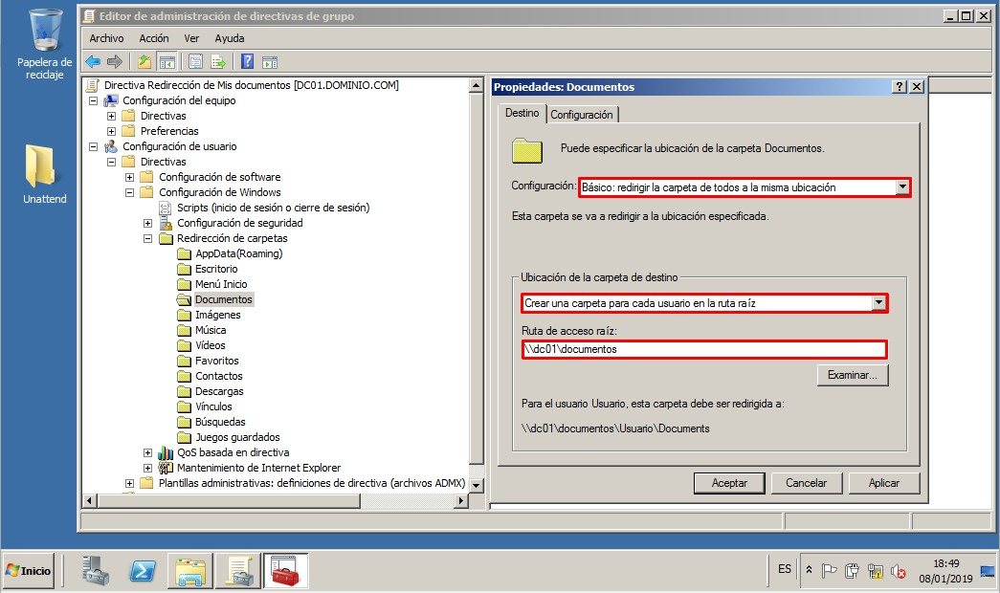 Papelera de
reciclaje
Unattend
Editor de administración de directivas de grupo
Archivo Acción Ver Ayuda
Directiva Redirección de Mis documentos [DC01.DOMINIO.COM]
Configuración del equipo
Directivas
Preferencias
Configuración de usuario
Directivas
Configuración de software
Configuración de Windows
Scripts (inicio de sesión o cierre de sesión)
Configuración de seguridad
Redirección de carpetas
AppData(Roaming)
Escritorio
Menú Inicio
Documentos
Imágenes
Música
Vídeos
Favoritos
Contactos
Descargas
Vínculos
Búsquedas
Juegos guardados
QoS basada en directiva
Mantenimiento de Internet Explorer
Plantillas administrativas: definiciones de directiva (archivos ADMX)
Propiedades: Documentos
Destino Configuración
Puede especificar la ubicación de la carpeta Documentos.
Configuración: Básico: redirigir la carpeta de todos a la misma ubicación
Esta carpeta se va a redirigir a la ubicación especificada.
Ubicación de la carpeta de destino
Crear una carpeta para cada usuario en la ruta raíz
Ruta de acceso raíz:
\\dc01\documentos
Examinar...
Para el usuario Usuario, esta carpeta debe ser redirigida a:
\\dc01\documentos\Usuario\Documents
Aceptar Cancelar Aplicar
Inicio
ES
18:49
08/01/2019